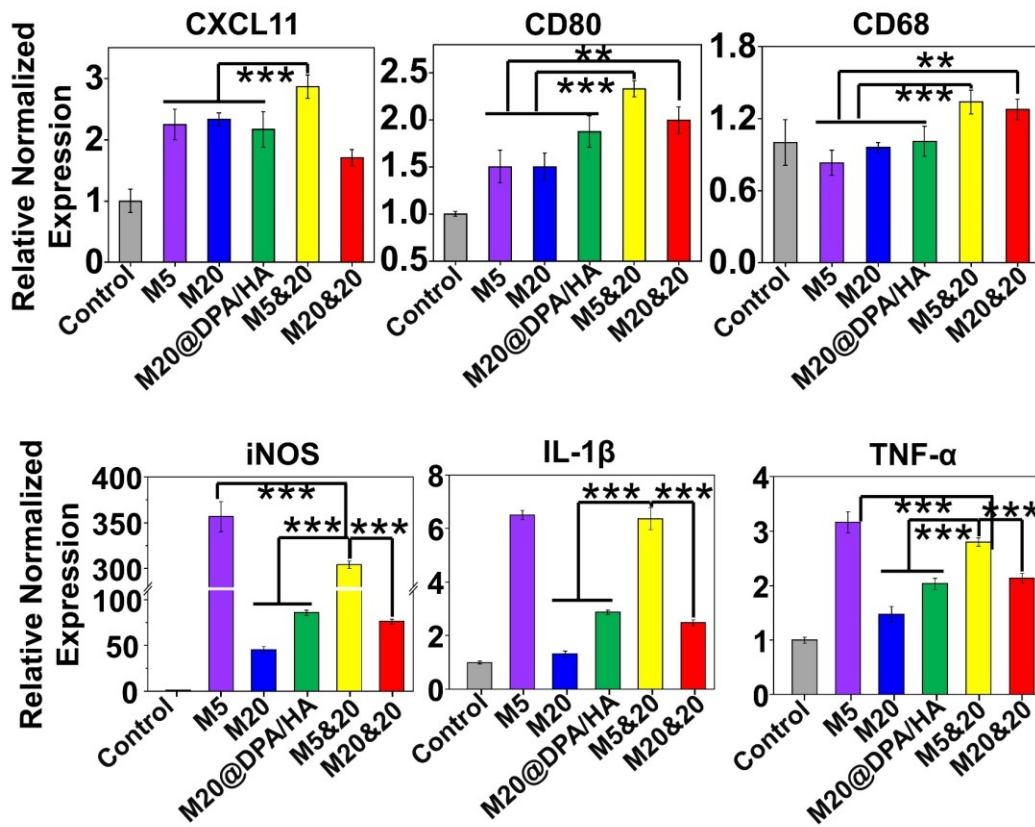 CXCL11
Relative Normalized
Expression
3
2
1
0
***
Control
M5
M20
M20@DPA/HA
M5&20
M20&20
CD80
2.5
2.0
1.5
1.0
0.5
**
***
Control
M5
M20
M20@DPA/HA
M5&20
M20&20
CD68
1.8
1.2
0.6
0.0
**
***
Control
M5
M20
M20@DPA/HA
M5&20
M20&20
iNOS
Relative Normalized
Expression
400
350
300
100
50
0
***
*** ***
Control
M5
M20
M20@DPA/HA
M5&20
M20&20
IL-1β
8
6
4
2
0
*** ***
Control
M5
M20
M20@DPA/HA
M5&20
M20&20
TNF-α
4
3
2
1
0
*** ***
***
Control
M5
M20
M20@DPA/HA
M5&20
M20&20